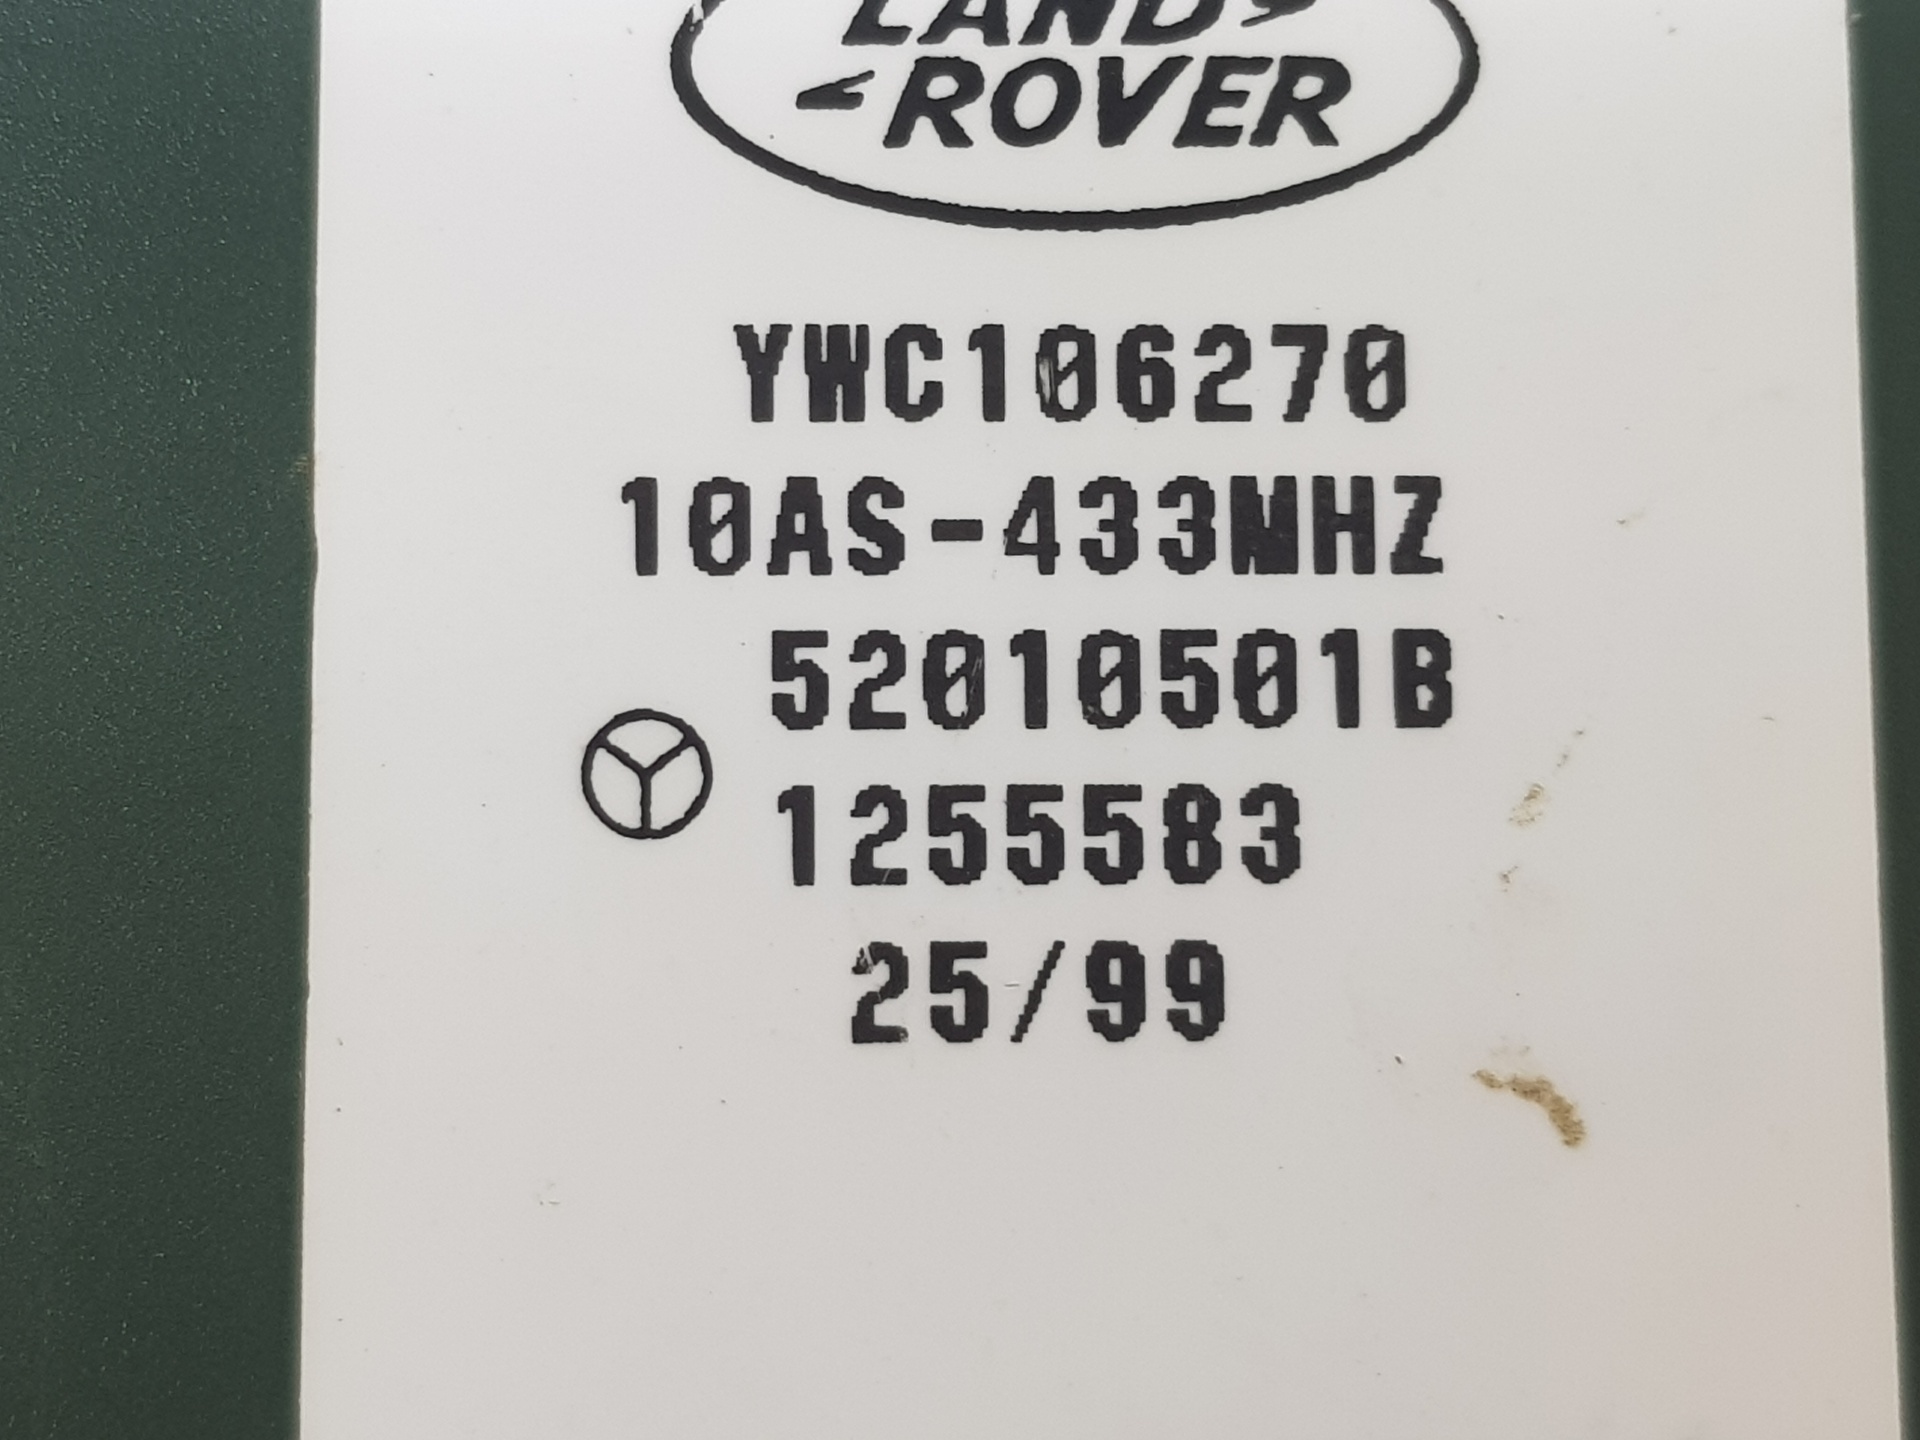 LAND
ROVER
YWC106270
10AS-433MHZ
52010501B
1255583
25/99